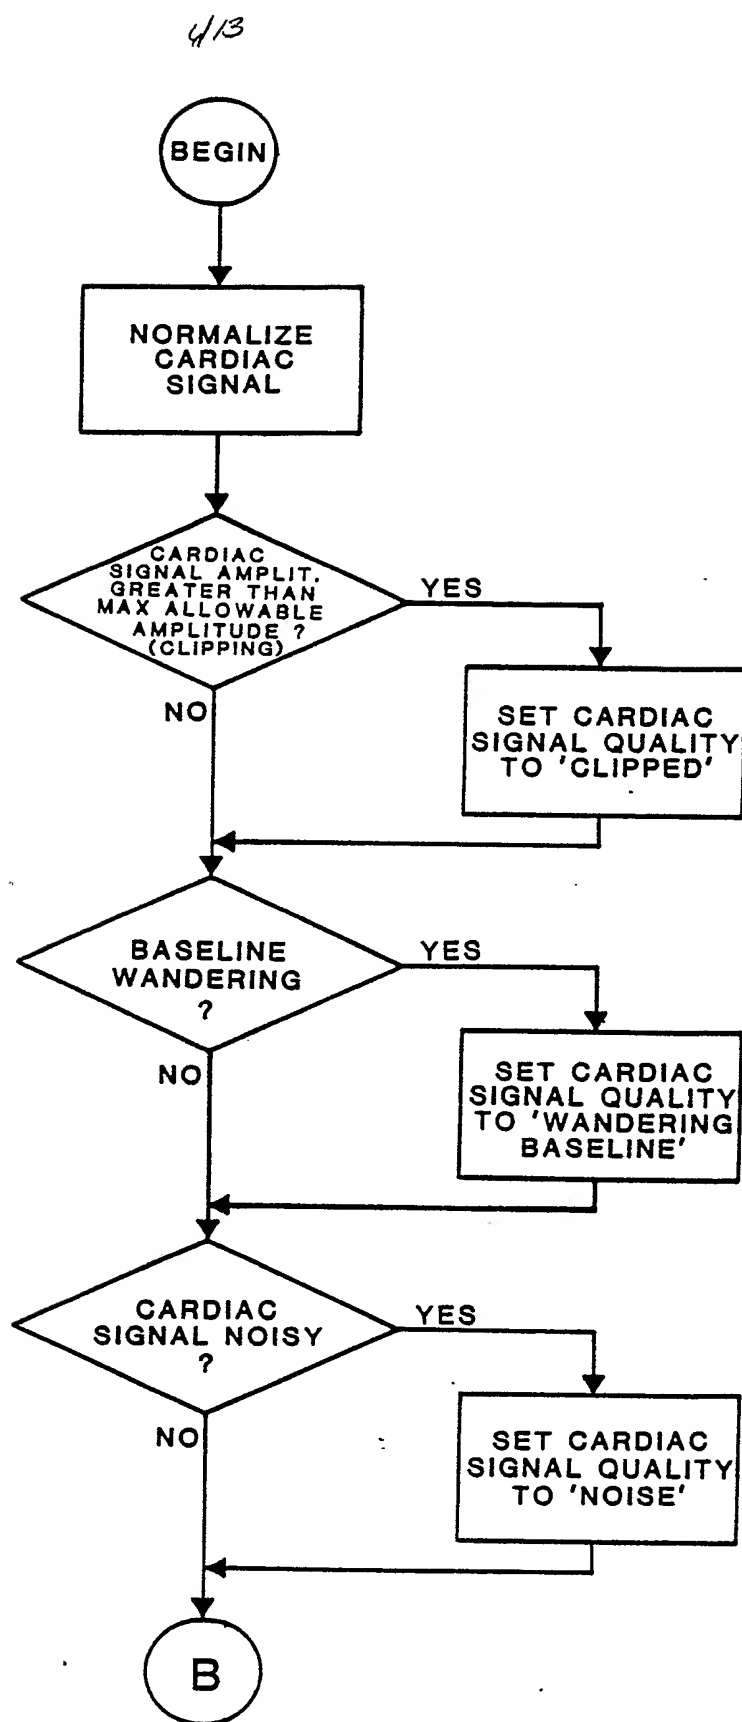 4/13
BEGIN
NORMALIZE
CARDIAC
SIGNAL
CARDIAC
SIGNAL AMPLIT.
GREATER THAN
MAX ALLOWABLE
AMPLITUDE ?
(CLIPPING)
YES
NO
SET CARDIAC
SIGNAL QUALITY
TO 'CLIPPED'
BASELINE
WANDERING
?
YES
NO
SET CARDIAC
SIGNAL QUALITY
TO 'WANDERING
BASELINE'
CARDIAC
SIGNAL NOISY
?
YES
NO
SET CARDIAC
SIGNAL QUALITY
TO 'NOISE'
B